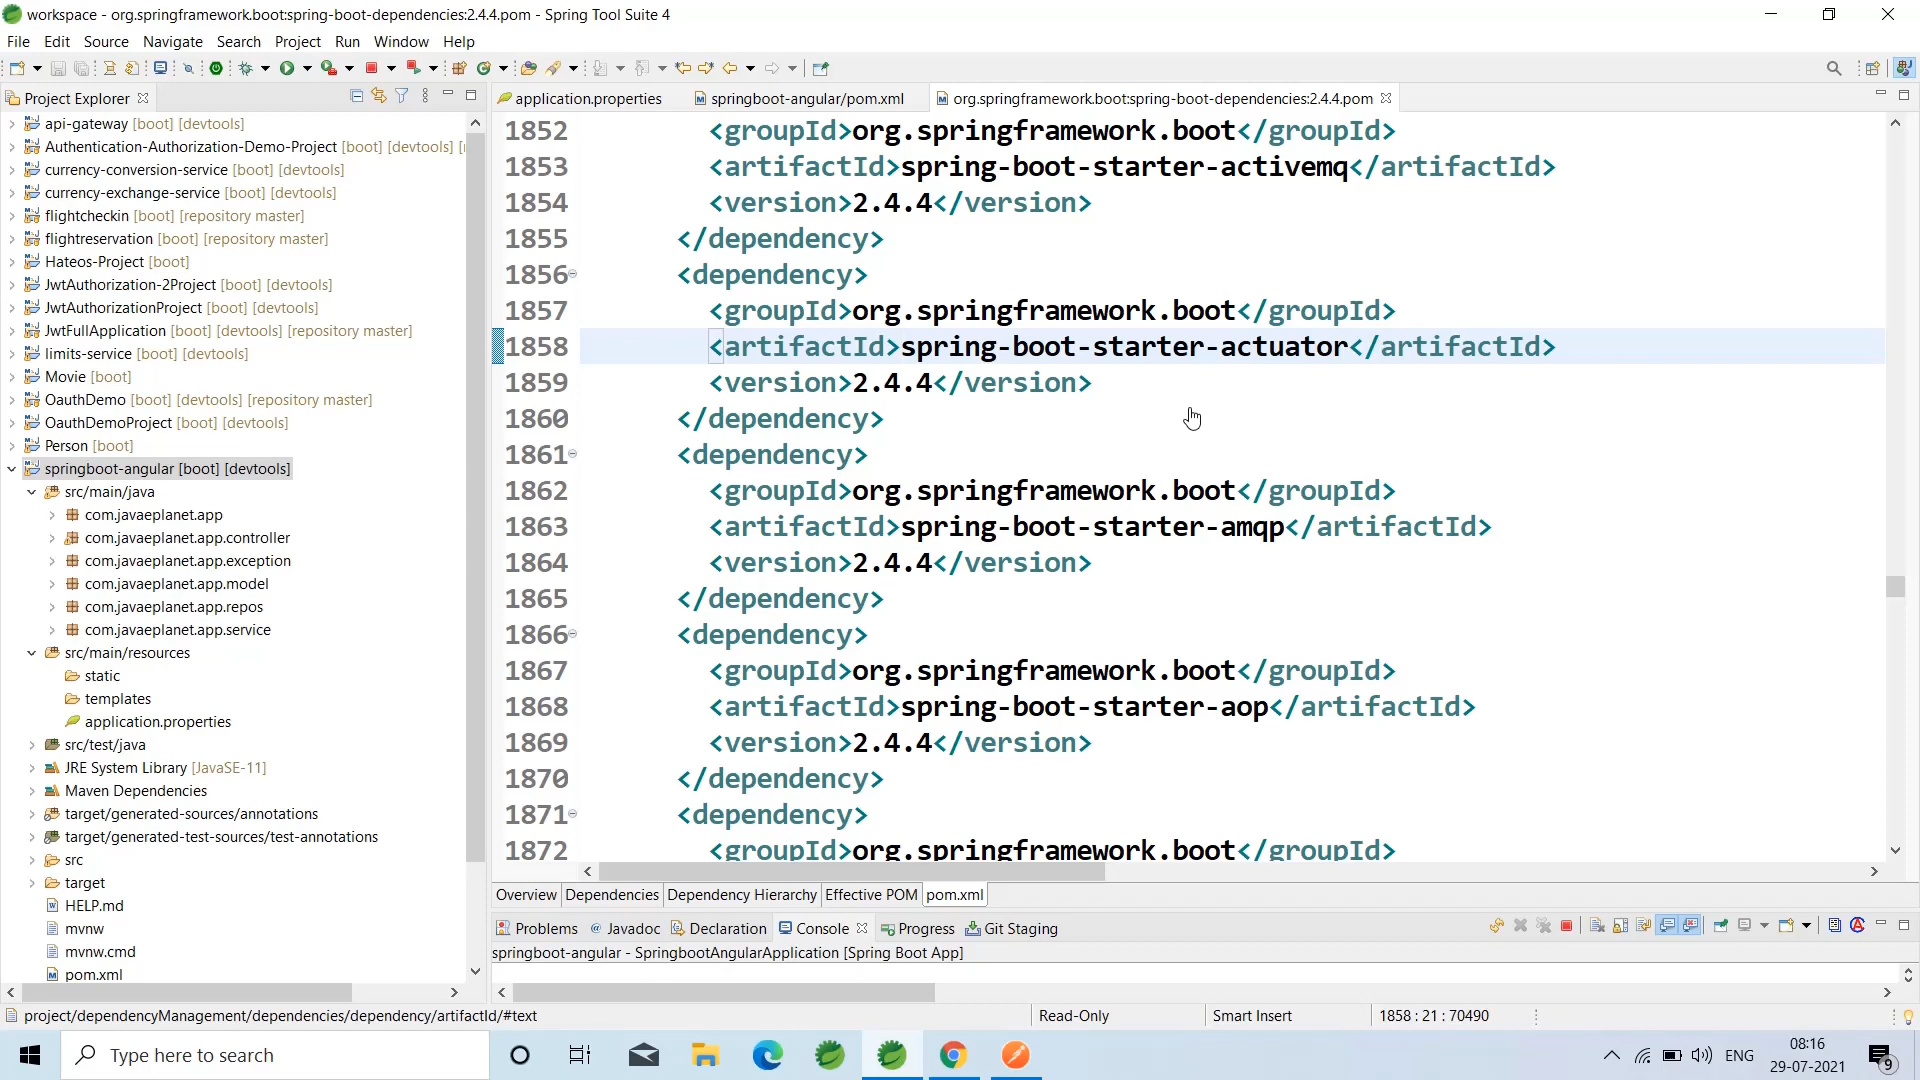 workspace - org.springframework.boot:spring-boot-dependencies:2.4.4.pom - Spring Tool Suite 4
File Edit Source Navigate Search Project Run Window Help
Project Explorer
application.properties
springboot-angular/pom.xml
org.springframework.boot:spring-boot-dependencies:2.4.4.pom
api-gateway [boot] [devtools]
Authentication-Authorization-Demo-Project [boot] [devtools] [
currency-conversion-service [boot] [devtools]
currency-exchange-service [boot] [devtools]
flightcheckin [boot] [repository master]
flightreservation [boot] [repository master]
Hateos-Project [boot]
JwtAuthorization-2Project [boot] [devtools]
JwtAuthorizationProject [boot] [devtools]
JwtFullApplication [boot] [devtools] [repository master]
limits-service [boot] [devtools]
Movie [boot]
OauthDemo [boot] [devtools] [repository master]
OauthDemoProject [boot] [devtools]
Person [boot]
springboot-angular [boot] [devtools]
src/main/java
com.javaeplanet.app
com.javaeplanet.app.controller
com.javaeplanet.app.exception
com.javaeplanet.app.model
com.javaeplanet.app.repos
com.javaeplanet.app.service
src/main/resources
static
templates
application.properties
src/test/java
JRE System Library [JavaSE-11]
Maven Dependencies
target/generated-sources/annotations
target/generated-test-sources/test-annotations
src
target
HELP.md
mvnw
mvnw.cmd
pom.xml
1852 <groupId>org.springframework.boot</groupId>
1853 <artifactId>spring-boot-starter-activemq</artifactId>
1854 <version>2.4.4</version>
1855 </dependency>
1856 <dependency>
1857 <groupId>org.springframework.boot</groupId>
1858 <artifactId>spring-boot-starter-actuator</artifactId>
1859 <version>2.4.4</version>
1860 </dependency>
1861 <dependency>
1862 <groupId>org.springframework.boot</groupId>
1863 <artifactId>spring-boot-starter-amqp</artifactId>
1864 <version>2.4.4</version>
1865 </dependency>
1866 <dependency>
1867 <groupId>org.springframework.boot</groupId>
1868 <artifactId>spring-boot-starter-aop</artifactId>
1869 <version>2.4.4</version>
1870 </dependency>
1871 <dependency>
1872 <groupId>org.springframework.boot</groupId>
Overview Dependencies Dependency Hierarchy Effective POM pom.xml
Problems @ Javadoc Declaration Console Progress Git Staging
springboot-angular - SpringbootAngularApplication [Spring Boot App]
project/dependencyManagement/dependencies/dependency/artifactId/#text
Read-Only
Smart Insert
1858 : 21 : 70490
Type here to search
ENG
08:16
29-07-2021
9